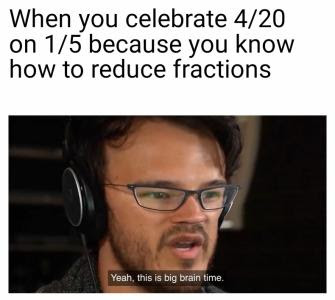 When you celebrate 4/20
on 1/5 because you know
how to reduce fractions
Yeah, this is big brain time.